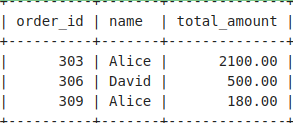 | order_id | name  | total_amount |
+----------+-------+--------------+
|      303 | Alice |      2100.00 |
|      306 | David |       500.00 |
|      309 | Alice |       180.00 |
+----------+-------+--------------+